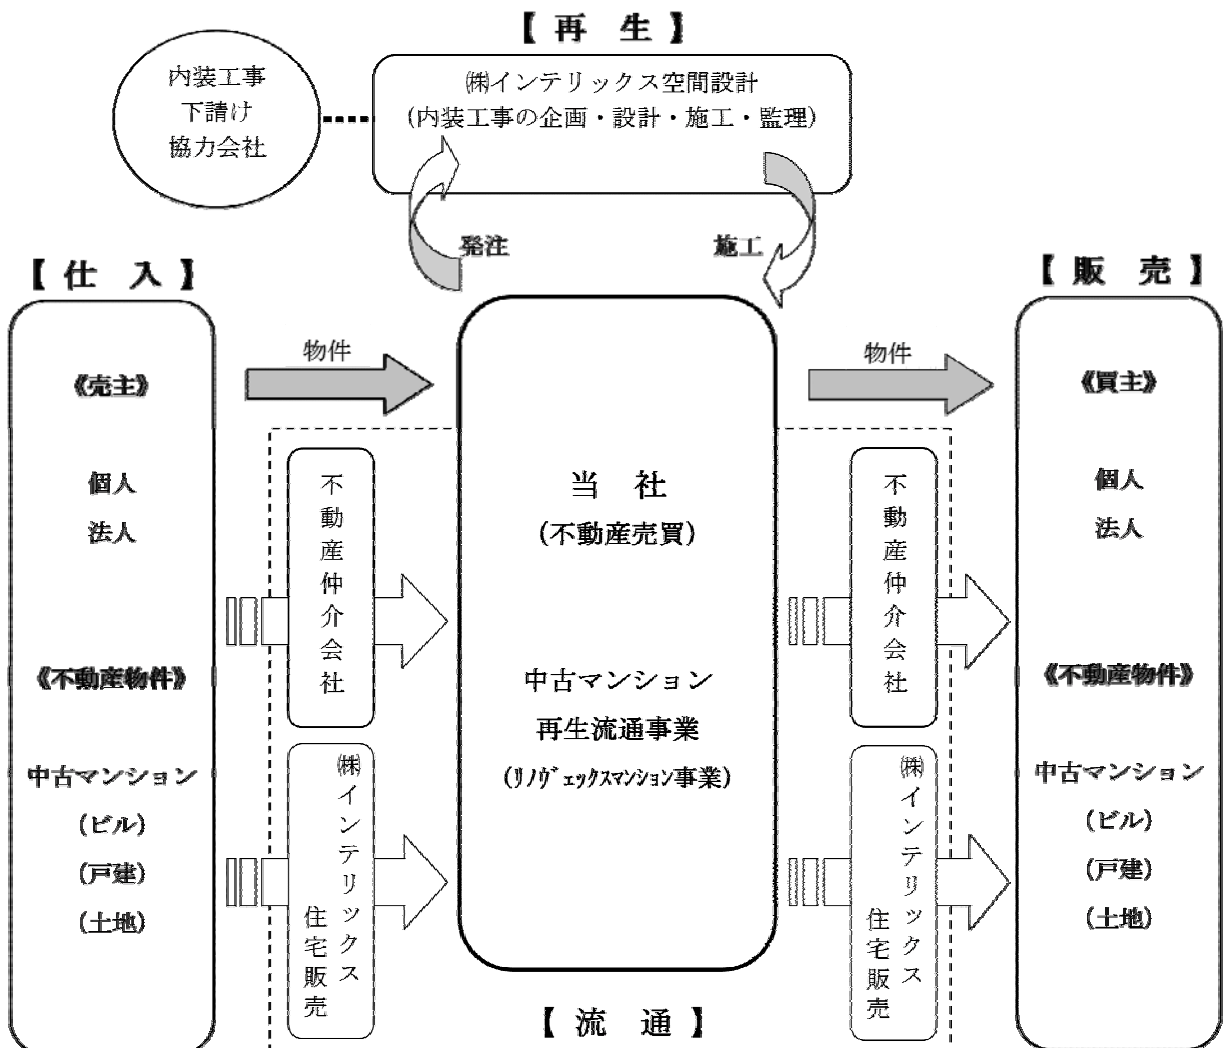 【 再　生 】
内装工事
下請け
協力会社
㈱インテリックス空間設計
(内装工事の企画・設計・施工・監理)
発注
施工
【 仕　入 】
《売主》
個人
法人
《不動産物件》
中古マンション
(ビル)
(戸建)
(土地)
物件
不動産仲介会社
㈱インテリックス
住宅販売
当　社
(不動産売買)
中古マンション
再生流通事業
(ﾘﾉｳﾞｪックスﾏﾝｼｮﾝ事業)
【 流　通 】
物件
不動産仲介会社
㈱インテリックス
住宅販売
【 販　売 】
《買主》
個人
法人
《不動産物件》
中古マンション
(ビル)
(戸建)
(土地)